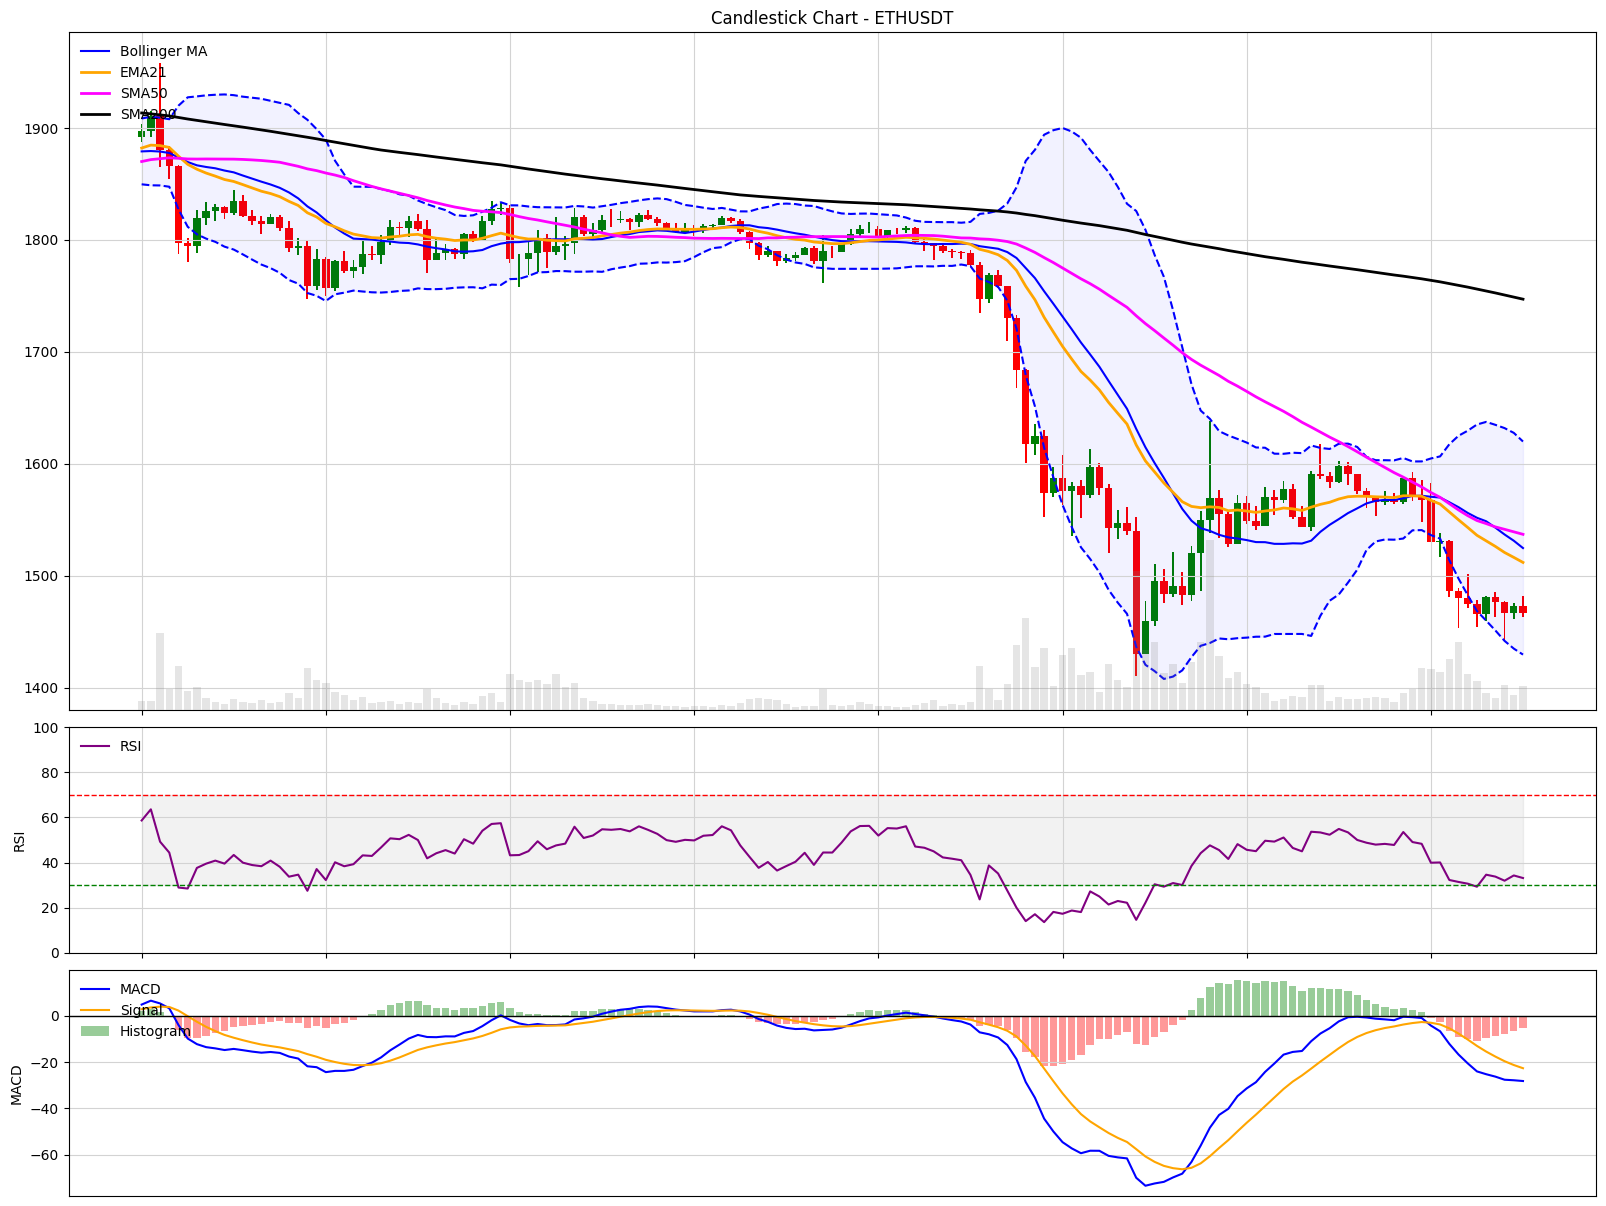 Candlestick Chart - ETHUSDT
Bollinger MA
EMA21
SMA50
SMA200
1900
1800
1700
1600
1500
1400
RSI
100
80
60
40
20
0
RSI
MACD
Signal
Histogram
0
−20
−40
−60
MACD